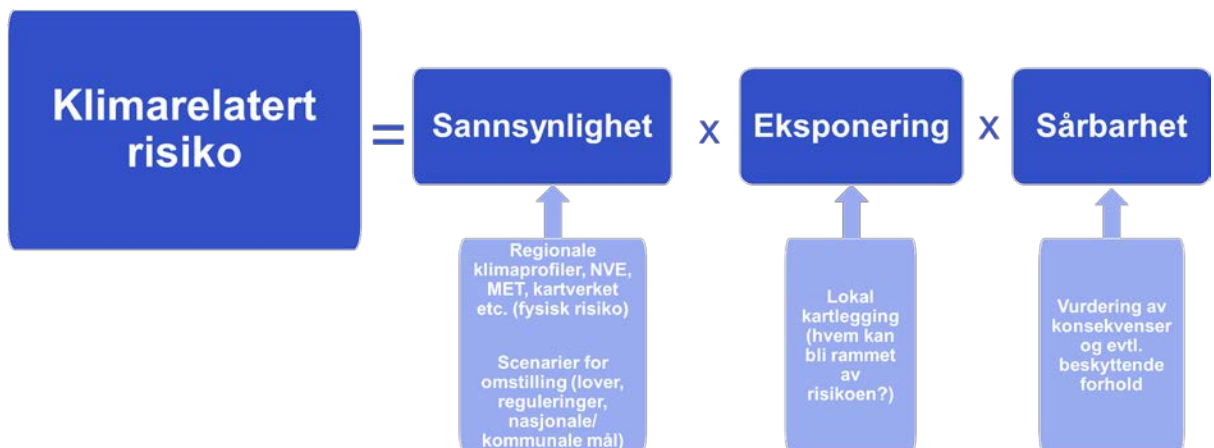 Klimarelatert
risiko
=
Sannsynlighet
x
Eksponering
x
Sårbarhet
Regionale
klimaprofiler, NVE,
MET, kartverket
etc. (fysisk risiko)
Scenarier for
omstilling (lover,
reguleringer,
nasjonale/
kommunale mål)
Lokal
kartlegging
(hvem kan
bli rammet
av
risikoen?)
Vurdering av
konsekvenser
og evtl.
beskyttende
forhold